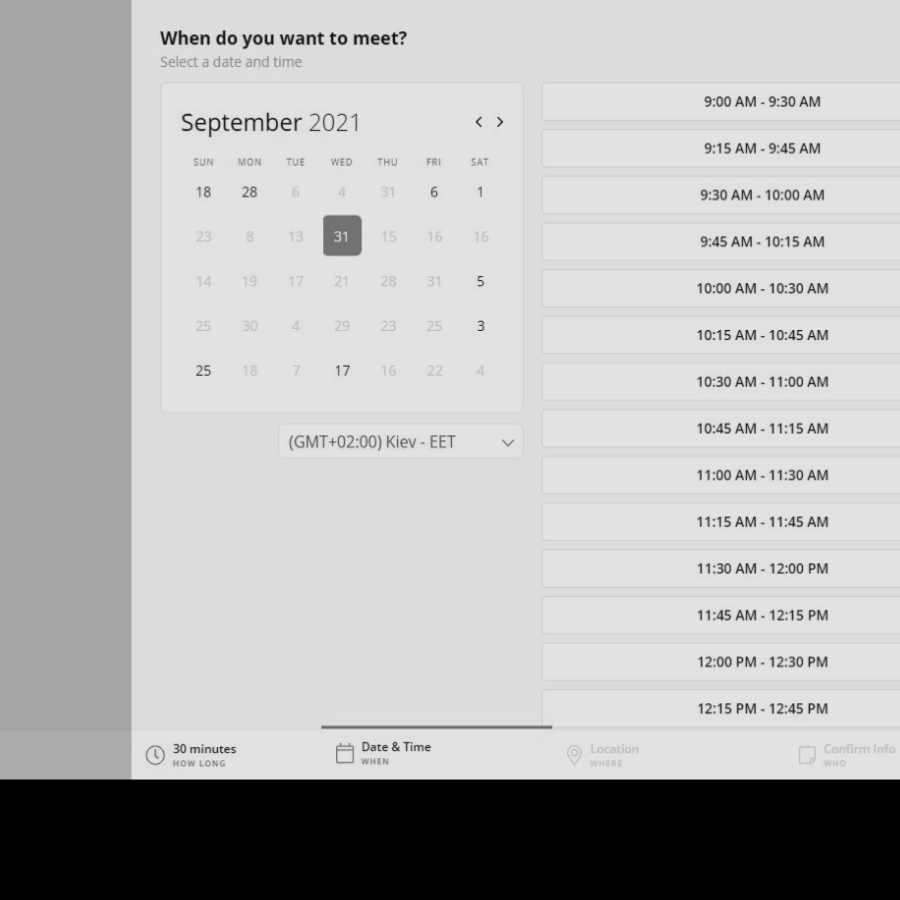 When do you want to meet?
Select a date and time
September 2021
SUN MON TUE WED THU FRI SAT
18 28 6 4 31 6 1
23 8 13 31 15 16 16
14 19 17 21 28 31 5
25 30 4 29 23 25 3
25 18 7 17 16 22 4
(GMT+02:00) Kiev - EET
9:00 AM - 9:30 AM
9:15 AM - 9:45 AM
9:30 AM - 10:00 AM
9:45 AM - 10:15 AM
10:00 AM - 10:30 AM
10:15 AM - 10:45 AM
10:30 AM - 11:00 AM
10:45 AM - 11:15 AM
11:00 AM - 11:30 AM
11:15 AM - 11:45 AM
11:30 AM - 12:00 PM
11:45 AM - 12:15 PM
12:00 PM - 12:30 PM
12:15 PM - 12:45 PM
30 minutes
HOW LONG
Date & Time
WHEN
Location
WHERE
Confirm Info
WHO